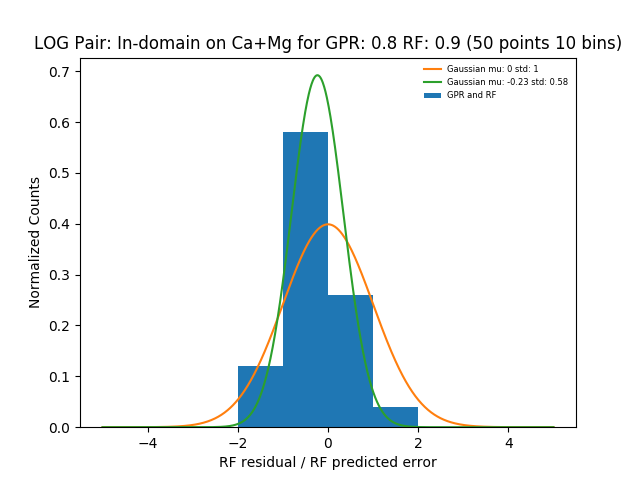 LOG Pair: In-domain on Ca+Mg for GPR: 0.8 RF: 0.9 (50 points 10 bins)
Gaussian mu: 0 std: 1
Gaussian mu: -0.23 std: 0.58
GPR and RF
0.7
0.6
0.5
0.4
0.3
0.2
0.1
0.0
Normalized Counts
−4
−2
0
2
4
RF residual / RF predicted error